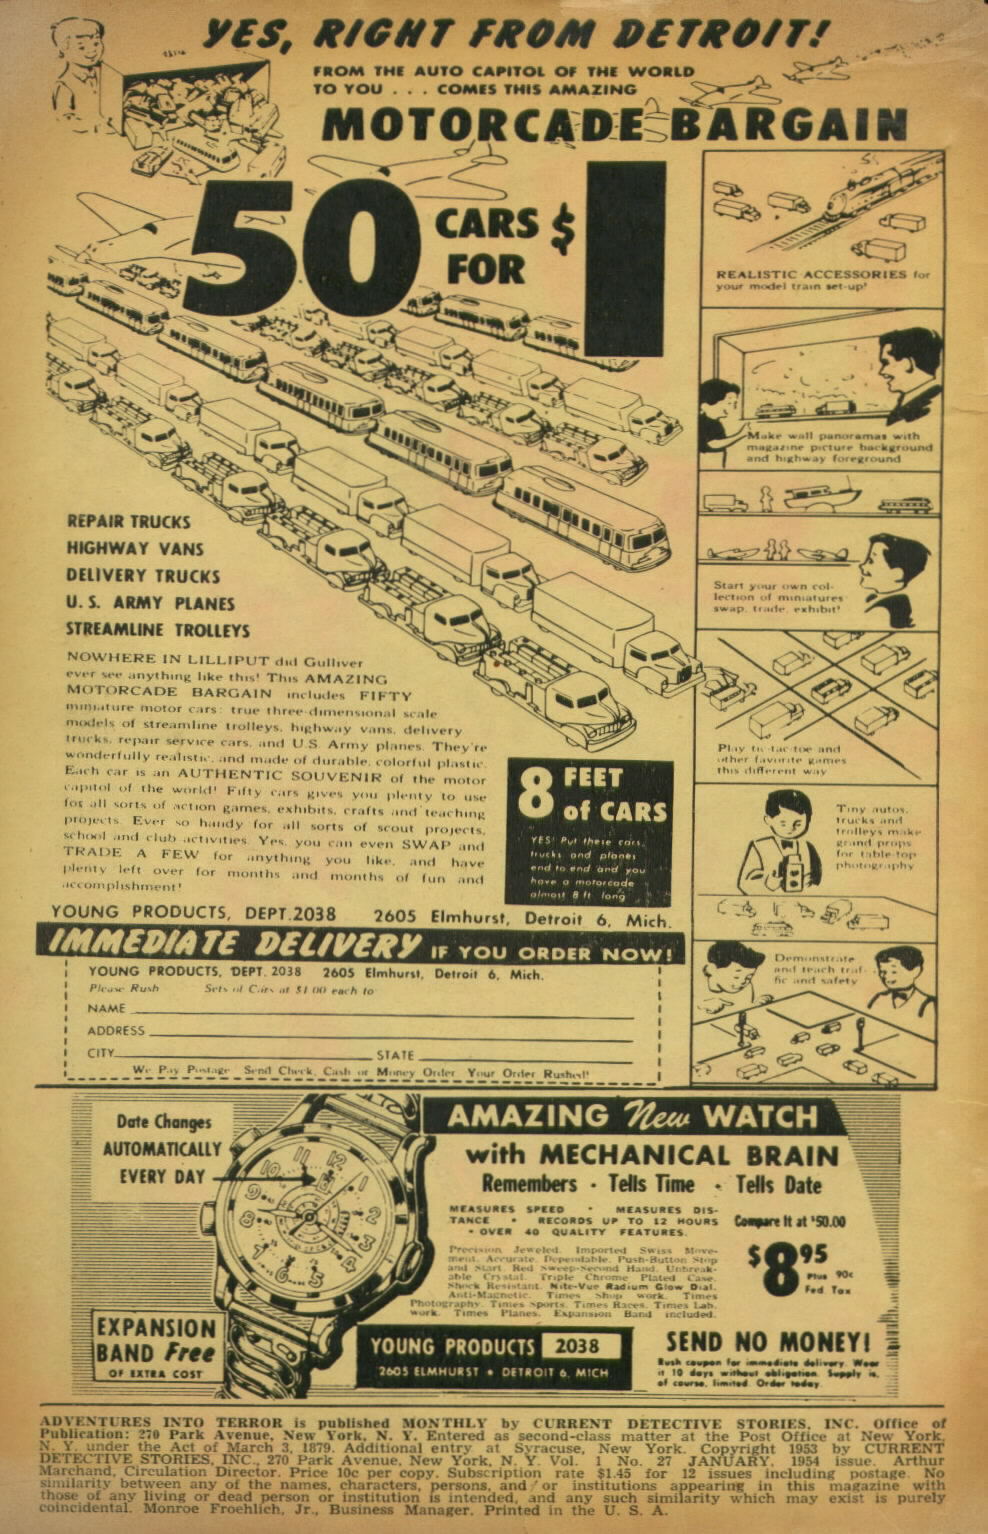 YES, RIGHT FROM DETROIT!
FROM THE AUTO CAPITOL OF THE WORLD
TO YOU . . . COMES THIS AMAZING
MOTORCADE BARGAIN
50 CARS FOR $1
REALISTIC ACCESSORIES for
your model train set-up!
Make wall panoramas with
magazine picture background
and highway foreground
Start your own col-
lection of miniatures
swap, trade, exhibit!
Play tic-tac-toe and
other favorite games
this different way
Tiny autos,
trucks and
trolleys make
grand props
for table-top
photography
Demonstrate
and teach traf-
fic and safety
REPAIR TRUCKS
HIGHWAY VANS
DELIVERY TRUCKS
U. S. ARMY PLANES
STREAMLINE TROLLEYS
NOWHERE IN LILLIPUT did Gulliver
ever see anything like this! This AMAZING
MOTORCADE BARGAIN includes FIFTY
miniature motor cars: true three-dimensional scale
models of streamline trolleys, highway vans, delivery
trucks, repair service cars, and U.S. Army planes. They're
wonderfully realistic, and made of durable, colorful plastic.
Each car is an AUTHENTIC SOUVENIR of the motor
capitol of the world! Fifty cars gives you plenty to use
for all sorts of action games, exhibits, crafts and teaching
projects. Ever so handy for all sorts of scout projects,
school and club activities. Yes, you can even SWAP and
TRADE A FEW for anything you like, and have
plenty left over for months and months of fun and
accomplishment!
8 FEET
of CARS
YES! Put these cars,
trucks and planes
end to end and you
have a motorcade
almost 8 ft. long
YOUNG PRODUCTS, DEPT.2038 2605 Elmhurst, Detroit 6, Mich.
IMMEDIATE DELIVERY IF YOU ORDER NOW!
YOUNG PRODUCTS, DEPT. 2038 2605 Elmhurst, Detroit 6, Mich.
Please Rush Sets of Cars at $1.00 each to
NAME
ADDRESS
CITY STATE
We Pay Postage Send Check, Cash or Money Order. Your Order Rushed!
Date Changes
AUTOMATICALLY
EVERY DAY
AMAZING New WATCH
with MECHANICAL BRAIN
Remembers · Tells Time · Tells Date
MEASURES SPEED • MEASURES DIS-
TANCE • RECORDS UP TO 12 HOURS
• OVER 40 QUALITY FEATURES.
Compare It at $50.00
Precision Jeweled. Imported Swiss Move-
ment. Accurate. Dependable. Push-Button Stop
and Start. Red Sweep-Second Hand. Unbreak-
able Crystal. Triple Chrome Plated Case.
Shock Resistant. Nite-Vue Radium Glow Dial.
Anti-Magnetic. Times Shop work. Times
Photography. Times Sports. Times Races. Times Lab.
work. Times Planes. Expansion Band included.
$8.95
Plus 90c
Fed. Tax
EXPANSION
BAND Free
OF EXTRA COST
YOUNG PRODUCTS 2038
2605 ELMHURST • DETROIT 6, MICH
SEND NO MONEY!
Rush coupon for immediate delivery. Wear
it 10 days without obligation. Supply is,
of course, limited. Order today.
ADVENTURES INTO TERROR is published MONTHLY by CURRENT DETECTIVE STORIES, INC. Office of
Publication: 270 Park Avenue, New York, N. Y. Entered as second-class matter at the Post Office at New York,
N. Y. under the Act of March 3, 1879. Additional entry at Syracuse, New York. Copyright 1953 by CURRENT
DETECTIVE STORIES, INC., 270 Park Avenue, New York, N. Y. Vol. 1 No. 27 JANUARY, 1954 issue. Arthur
Marchand, Circulation Director. Price 10c per copy. Subscription rate $1.45 for 12 issues including postage. No
similarity between any of the names, characters, persons, and/or institutions appearing in this magazine with
those of any living or dead person or institution is intended, and any such similarity which may exist is purely
coincidental. Monroe Froehlich, Jr., Business Manager. Printed in the U. S. A.